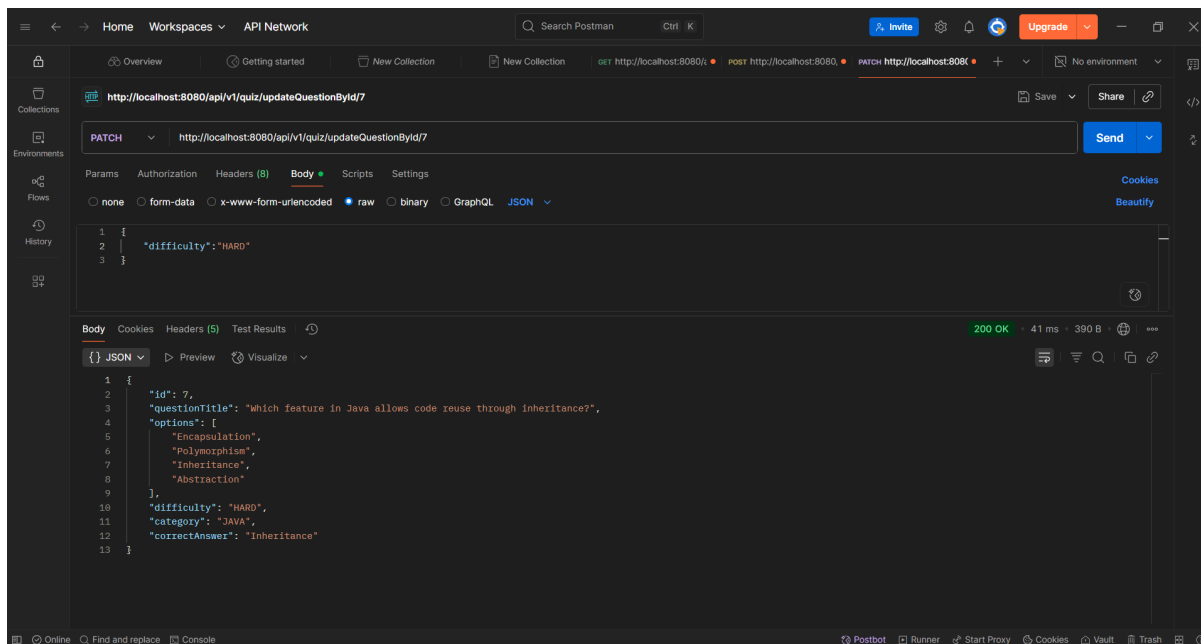 Home Workspaces API Network Search Postman Ctrl K Invite Upgrade
Overview Getting started New Collection New Collection GET http://localhost:8080/a POST http://localhost:8080, PATCH http://localhost:808( No environment
http://localhost:8080/api/v1/quiz/updateQuestionById/7 Save Share
PATCH http://localhost:8080/api/v1/quiz/updateQuestionById/7 Send
Params Authorization Headers (8) Body Scripts Settings Cookies
none form-data x-www-form-urlencoded raw binary GraphQL JSON Beautify
Collections
Environments
Flows
History
1 {
2 "difficulty":"HARD"
3 }
Body Cookies Headers (5) Test Results 200 OK 41 ms 390 B
{} JSON Preview Visualize
1 {
2 "id": 7,
3 "questionTitle": "Which feature in Java allows code reuse through inheritance?",
4 "options": [
5 "Encapsulation",
6 "Polymorphism",
7 "Inheritance",
8 "Abstraction"
9 ],
10 "difficulty": "HARD",
11 "category": "JAVA",
12 "correctAnswer": "Inheritance"
13 }
Online Find and replace Console Postbot Runner Start Proxy Cookies Vault Trash